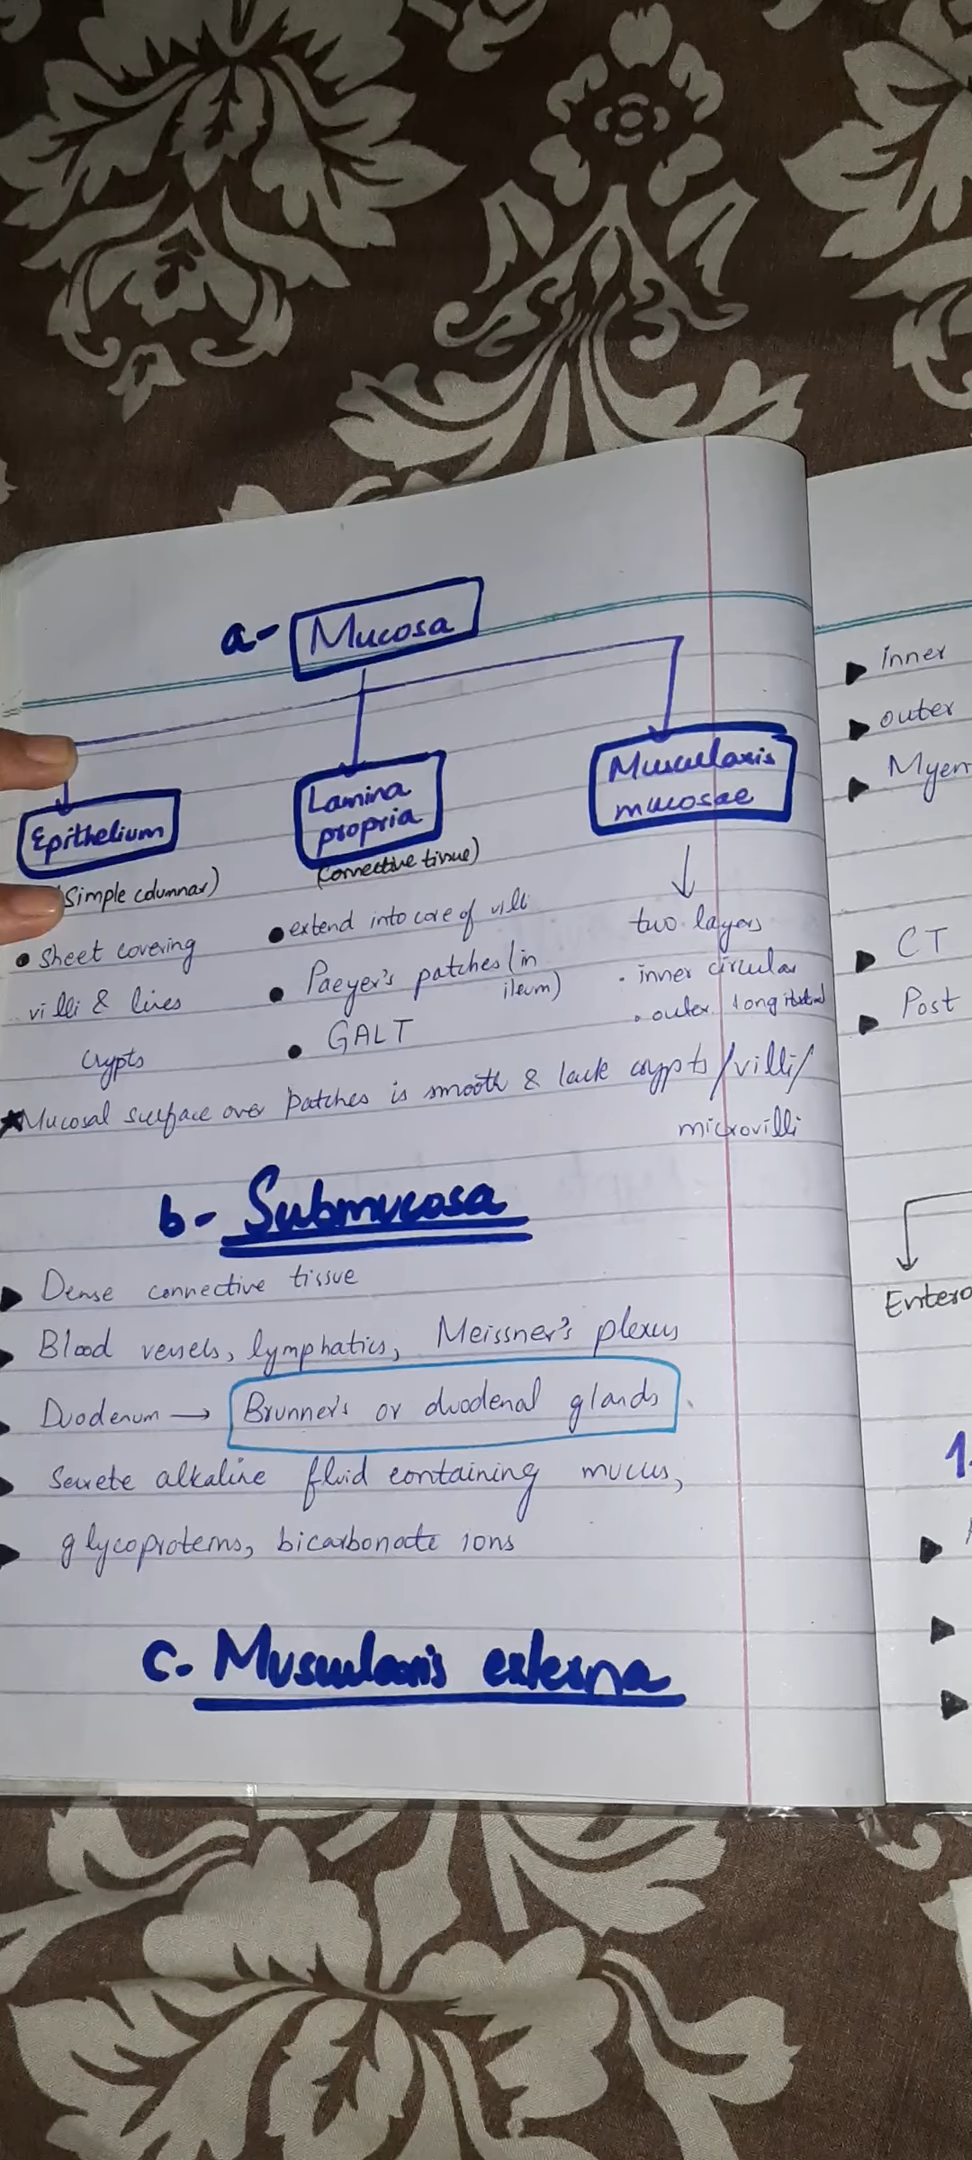 a- Mucosa
Epithelium
(Simple columnar)
• Sheet covering
villi & lines
crypts
Lamina
propria
(connective tissue)
• extend into core of villi
• Paeyer's patches (in
ileum)
• GALT
Muscularis
mucosae
two layers
• inner circular
• outer longitudinal
★ Mucosal surface over patches is smooth & lack crypts/villi/
microvilli
b- Submucosa
▶ Dense connective tissue
▶ Blood vessels, lymphatics, Meissner's plexus
▶ Duodenum → Brunner's or duodenal glands
▶ Secrete alkaline fluid containing mucus,
▶ glycoproteins, bicarbonate ions
c- Muscularis externa
▶ inner
▶ outer
▶ Myen
▶ CT
▶ Post
Entero
1.